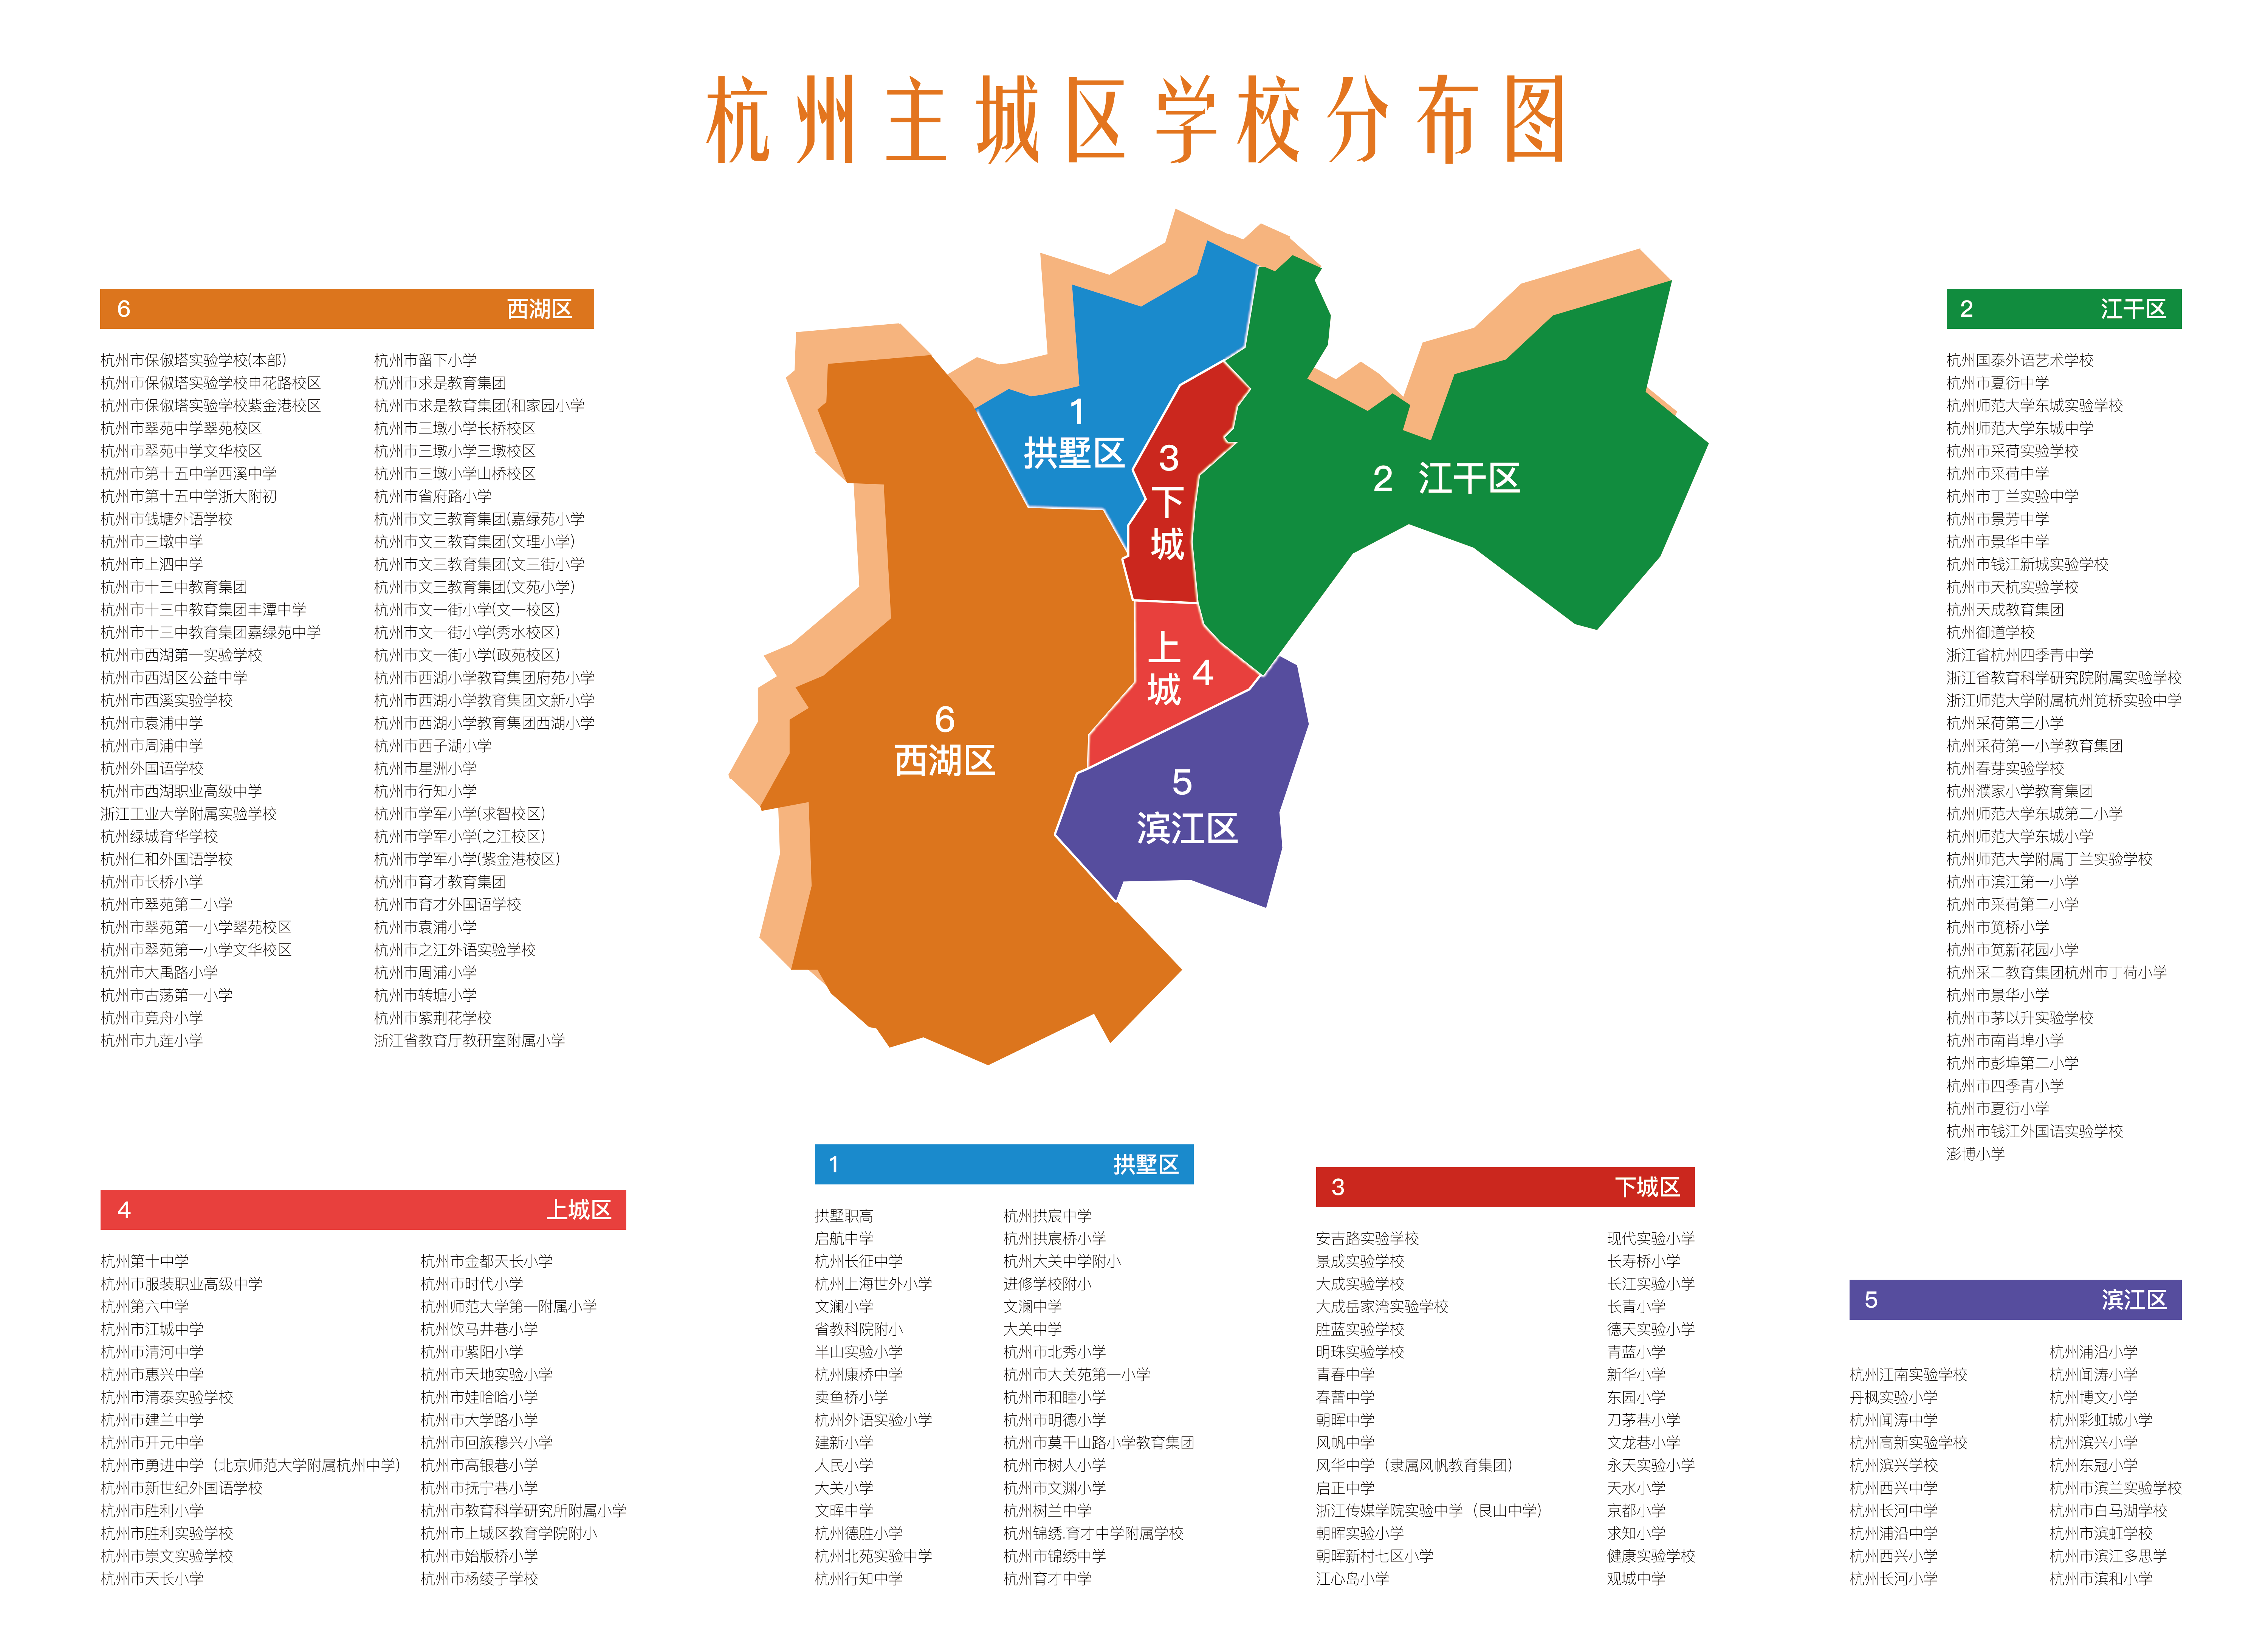 杭州主城区学校分布图
1
拱墅区
3
下
城
2 江干区
上
城
4
6
西湖区
5
滨江区
6 西湖区
杭州市保俶塔实验学校(本部)
杭州市保俶塔实验学校申花路校区
杭州市保俶塔实验学校紫金港校区
杭州市翠苑中学翠苑校区
杭州市翠苑中学文华校区
杭州市第十五中学西溪中学
杭州市第十五中学浙大附初
杭州市钱塘外语学校
杭州市三墩中学
杭州市上泗中学
杭州市十三中教育集团
杭州市十三中教育集团丰潭中学
杭州市十三中教育集团嘉绿苑中学
杭州市西湖第一实验学校
杭州市西湖区公益中学
杭州市西溪实验学校
杭州市袁浦中学
杭州市周浦中学
杭州外国语学校
杭州市西湖职业高级中学
浙江工业大学附属实验学校
杭州绿城育华学校
杭州仁和外国语学校
杭州市长桥小学
杭州市翠苑第二小学
杭州市翠苑第一小学翠苑校区
杭州市翠苑第一小学文华校区
杭州市大禹路小学
杭州市古荡第一小学
杭州市竞舟小学
杭州市九莲小学
杭州市留下小学
杭州市求是教育集团
杭州市求是教育集团(和家园小学
杭州市三墩小学长桥校区
杭州市三墩小学三墩校区
杭州市三墩小学山桥校区
杭州市省府路小学
杭州市文三教育集团(嘉绿苑小学
杭州市文三教育集团(文理小学)
杭州市文三教育集团(文三街小学
杭州市文三教育集团(文苑小学)
杭州市文一街小学(文一校区)
杭州市文一街小学(秀水校区)
杭州市文一街小学(政苑校区)
杭州市西湖小学教育集团府苑小学
杭州市西湖小学教育集团文新小学
杭州市西湖小学教育集团西湖小学
杭州市西子湖小学
杭州市星洲小学
杭州市行知小学
杭州市学军小学(求智校区)
杭州市学军小学(之江校区)
杭州市学军小学(紫金港校区)
杭州市育才教育集团
杭州市育才外国语学校
杭州市袁浦小学
杭州市之江外语实验学校
杭州市周浦小学
杭州市转塘小学
杭州市紫荆花学校
浙江省教育厅教研室附属小学
2 江干区
杭州国泰外语艺术学校
杭州市夏衍中学
杭州师范大学东城实验学校
杭州师范大学东城中学
杭州市采荷实验学校
杭州市采荷中学
杭州市丁兰实验中学
杭州市景芳中学
杭州市景华中学
杭州市钱江新城实验学校
杭州市天杭实验学校
杭州天成教育集团
杭州御道学校
浙江省杭州四季青中学
浙江省教育科学研究院附属实验学校
浙江师范大学附属杭州笕桥实验中学
杭州采荷第三小学
杭州采荷第一小学教育集团
杭州春芽实验学校
杭州濮家小学教育集团
杭州师范大学东城第二小学
杭州师范大学东城小学
杭州师范大学附属丁兰实验学校
杭州市滨江第一小学
杭州市采荷第二小学
杭州市笕桥小学
杭州市笕新花园小学
杭州采二教育集团杭州市丁荷小学
杭州市景华小学
杭州市茅以升实验学校
杭州市南肖埠小学
杭州市彭埠第二小学
杭州市四季青小学
杭州市夏衍小学
杭州市钱江外国语实验学校
澎博小学
4 上城区
杭州第十中学
杭州市服装职业高级中学
杭州第六中学
杭州市江城中学
杭州市清河中学
杭州市惠兴中学
杭州市清泰实验学校
杭州市建兰中学
杭州市开元中学
杭州市勇进中学（北京师范大学附属杭州中学）
杭州市新世纪外国语学校
杭州市胜利小学
杭州市胜利实验学校
杭州市崇文实验学校
杭州市天长小学
杭州市金都天长小学
杭州市时代小学
杭州师范大学第一附属小学
杭州饮马井巷小学
杭州市紫阳小学
杭州市天地实验小学
杭州市娃哈哈小学
杭州市大学路小学
杭州市回族穆兴小学
杭州市高银巷小学
杭州市抚宁巷小学
杭州市教育科学研究所附属小学
杭州市上城区教育学院附小
杭州市始版桥小学
杭州市杨绫子学校
1 拱墅区
拱墅职高
启航中学
杭州长征中学
杭州上海世外小学
文澜小学
省教科院附小
半山实验小学
杭州康桥中学
卖鱼桥小学
杭州外语实验小学
建新小学
人民小学
大关小学
文晖中学
杭州德胜小学
杭州北苑实验中学
杭州行知中学
杭州拱宸中学
杭州拱宸桥小学
杭州大关中学附小
进修学校附小
文澜中学
大关中学
杭州市北秀小学
杭州市大关苑第一小学
杭州市和睦小学
杭州市明德小学
杭州市莫干山路小学教育集团
杭州市树人小学
杭州市文渊小学
杭州树兰中学
杭州锦绣.育才中学附属学校
杭州市锦绣中学
杭州育才中学
3 下城区
安吉路实验学校
景成实验学校
大成实验学校
大成岳家湾实验学校
胜蓝实验学校
明珠实验学校
青春中学
春蕾中学
朝晖中学
风帆中学
风华中学（隶属风帆教育集团）
启正中学
浙江传媒学院实验中学（艮山中学）
朝晖实验小学
朝晖新村七区小学
江心岛小学
现代实验小学
长寿桥小学
长江实验小学
长青小学
德天实验小学
青蓝小学
新华小学
东园小学
刀茅巷小学
文龙巷小学
永天实验小学
天水小学
京都小学
求知小学
健康实验学校
观城中学
5 滨江区
杭州江南实验学校
丹枫实验小学
杭州闻涛中学
杭州高新实验学校
杭州滨兴学校
杭州西兴中学
杭州长河中学
杭州浦沿中学
杭州西兴小学
杭州长河小学
杭州浦沿小学
杭州闻涛小学
杭州博文小学
杭州彩虹城小学
杭州滨兴小学
杭州东冠小学
杭州市滨兰实验学校
杭州市白马湖学校
杭州市滨虹学校
杭州市滨江多思学
杭州市滨和小学